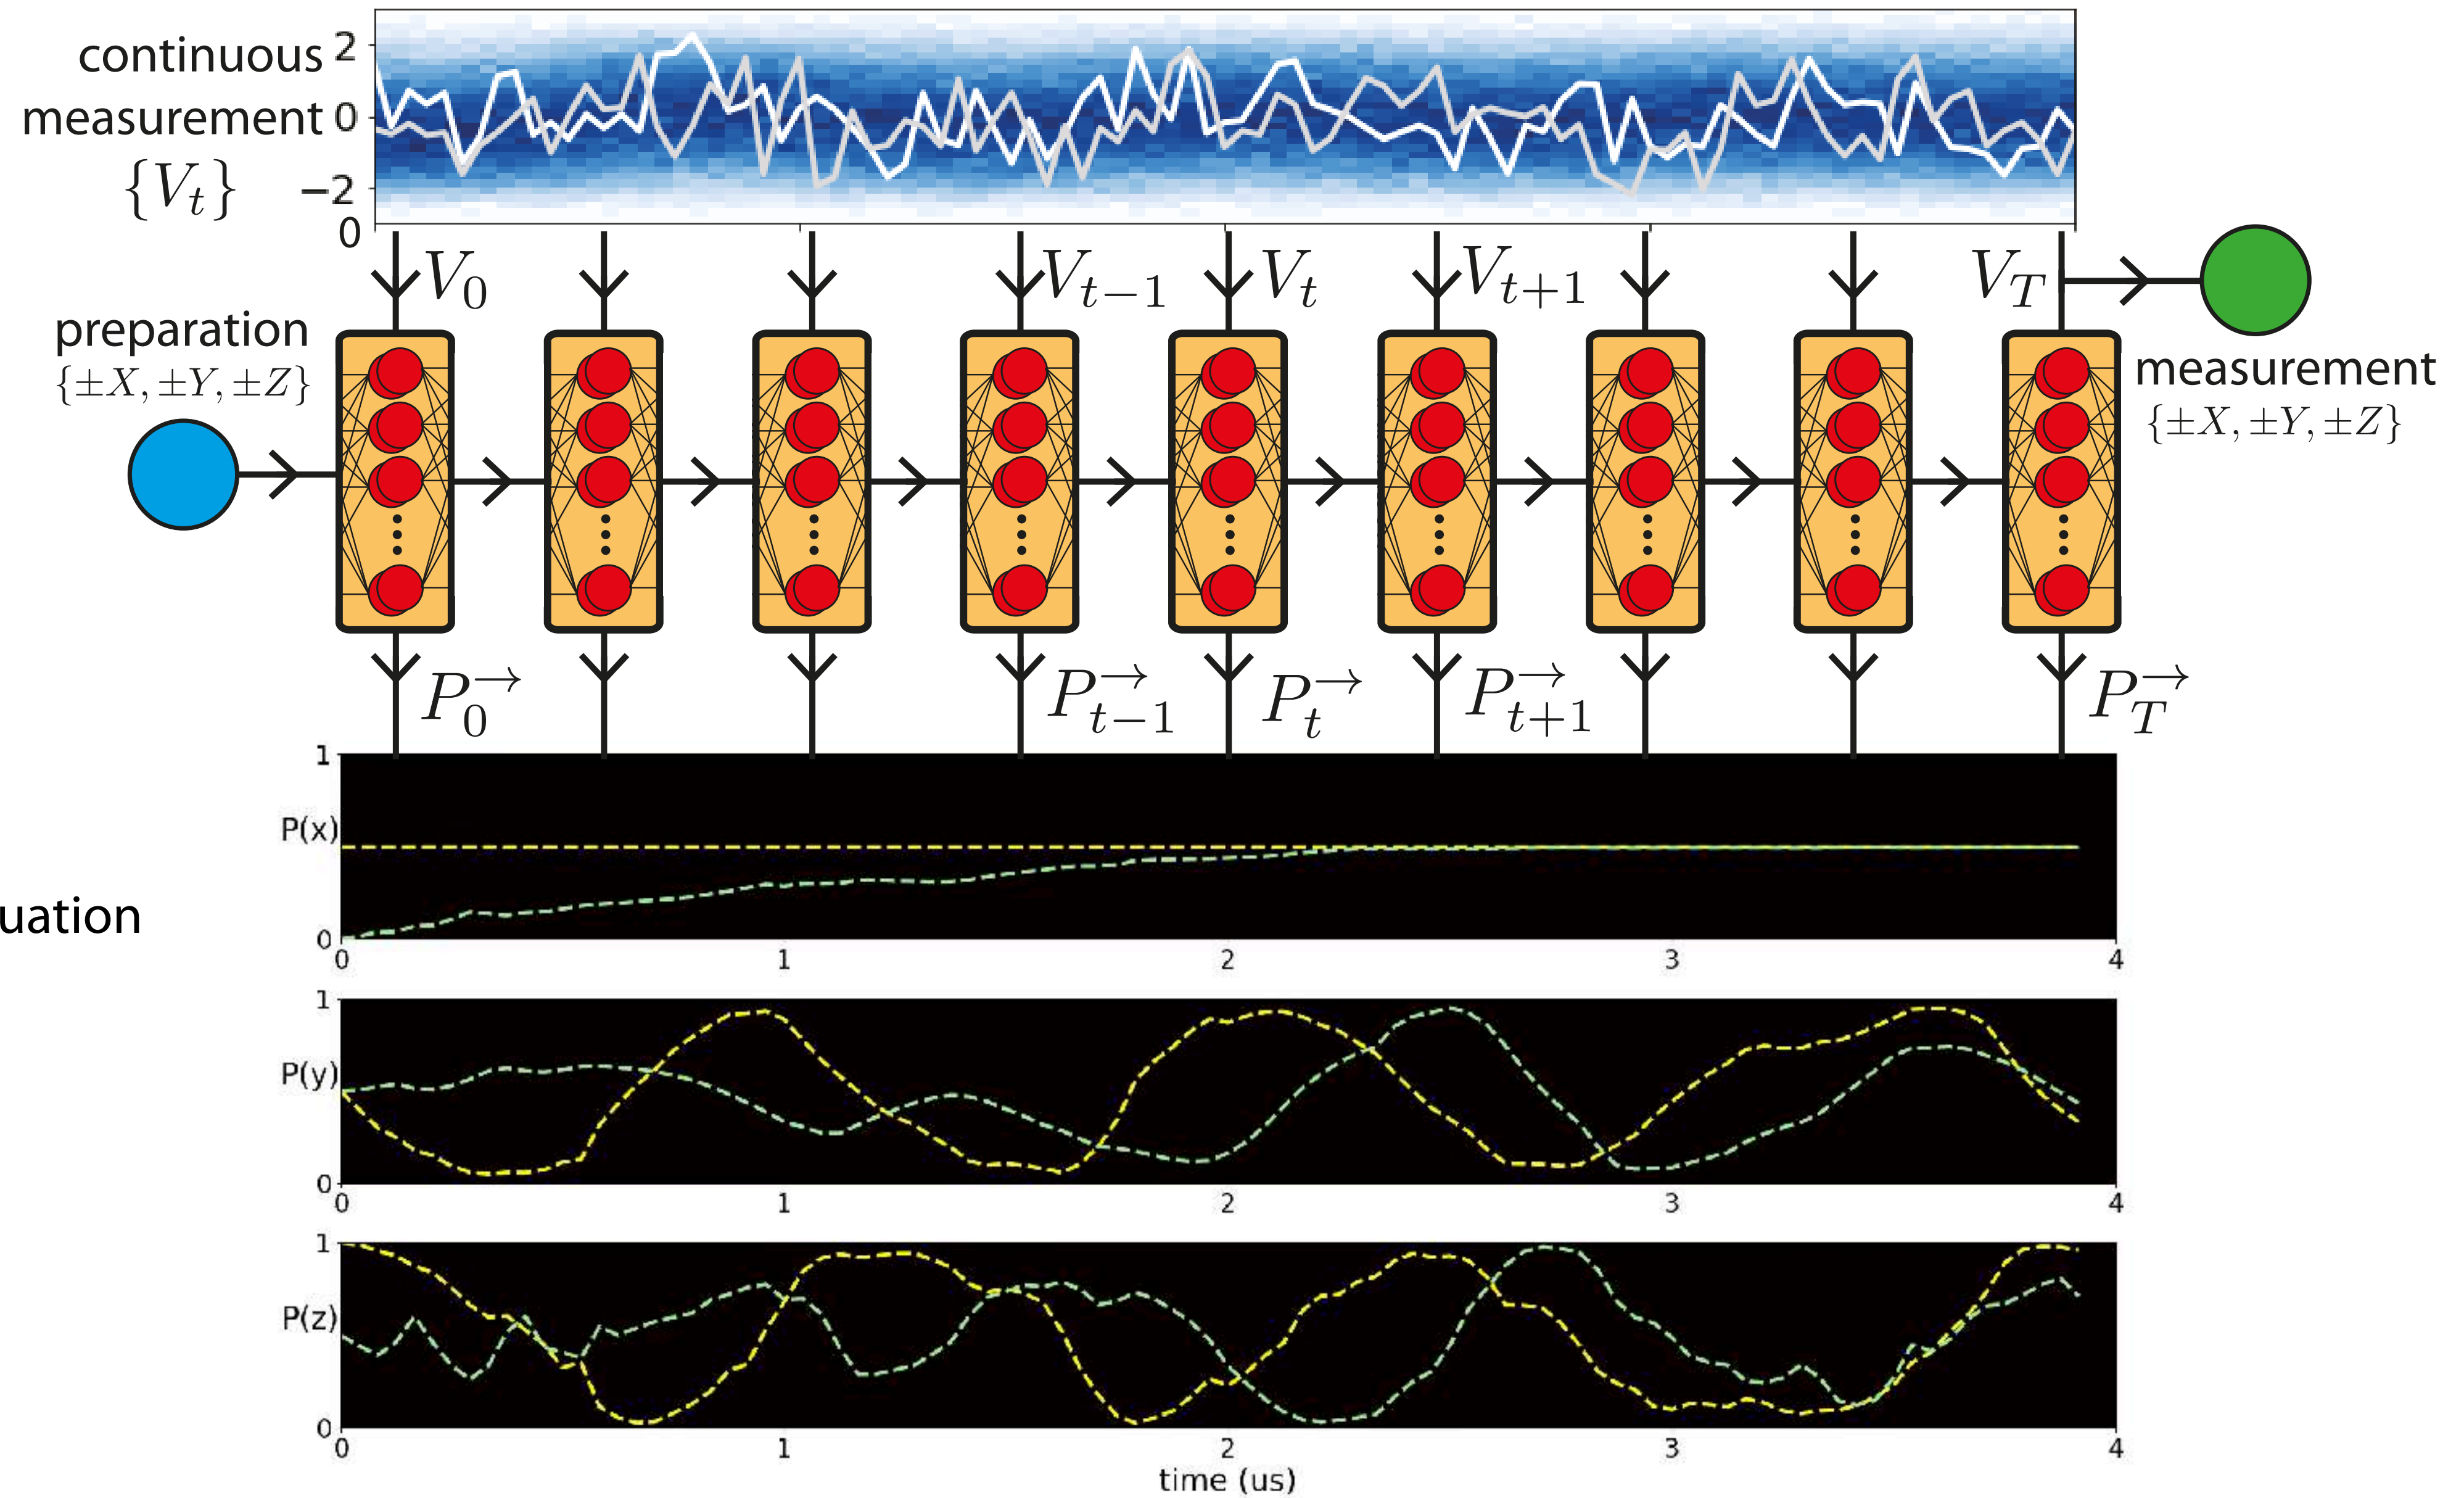 continuous
measurement
{V_t}
2
0
−2
0
V_0
V_{t−1}
V_t
V_{t+1}
V_T
preparation
{±X, ±Y, ±Z}
measurement
{±X, ±Y, ±Z}
P_0^→
P_{t−1}^→
P_t^→
P_{t+1}^→
P_T^→
1
P(x)
0
0 1 2 3 4
uation
1
P(y)
0
0 1 2 3 4
1
P(z)
0
0 1 2 3 4
time (us)